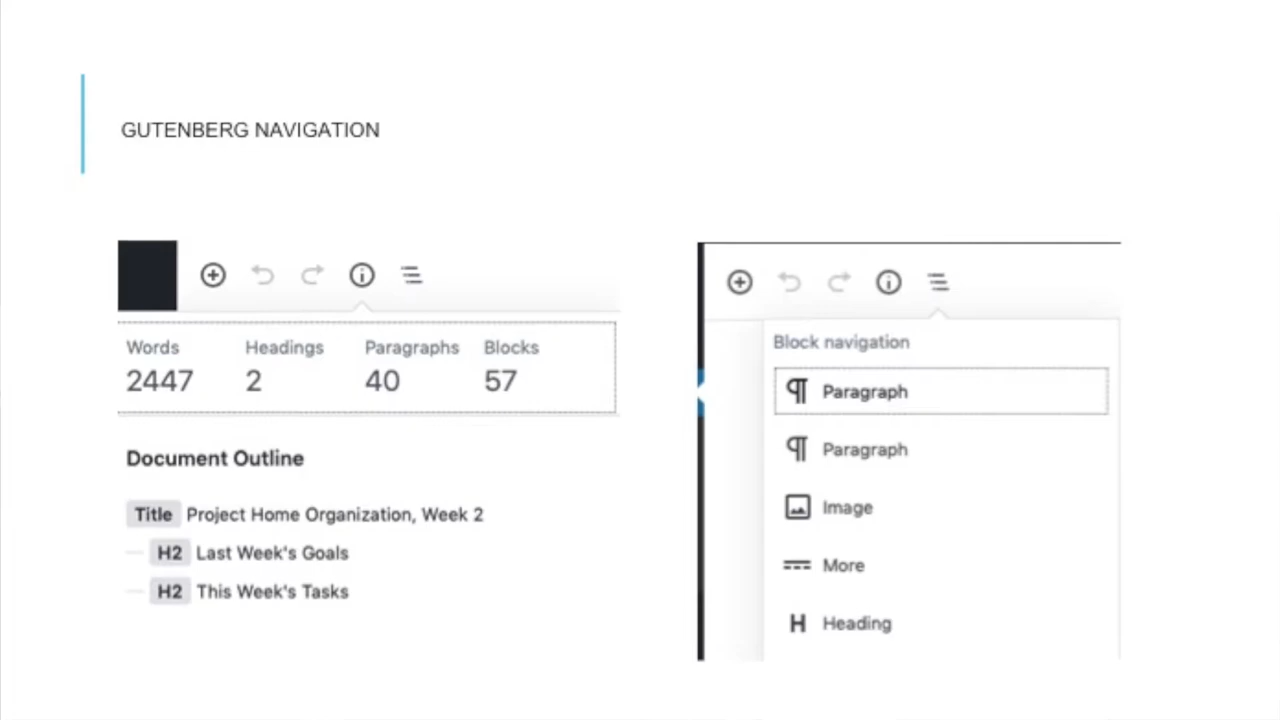 GUTENBERG NAVIGATION
Words Headings Paragraphs Blocks
2447 2 40 57
Document Outline
Title Project Home Organization, Week 2
H2 Last Week's Goals
H2 This Week's Tasks
Block navigation
Paragraph
Paragraph
Image
More
Heading